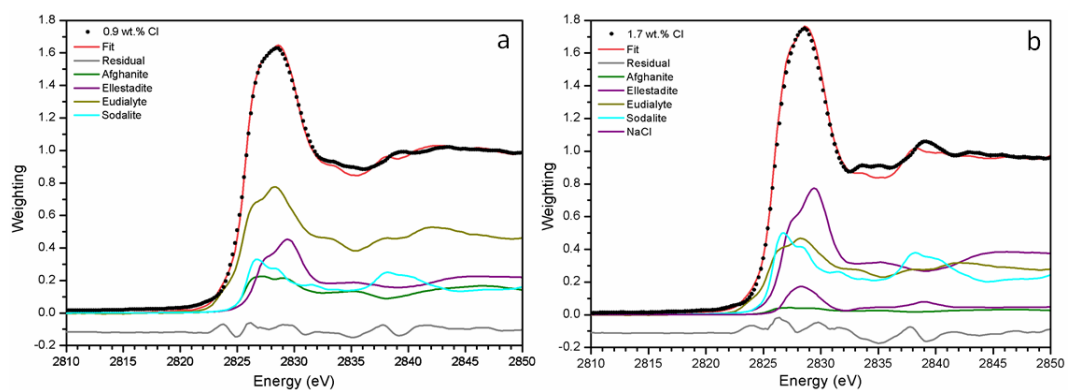 a
0.9 wt.% Cl
Fit
Residual
Afghanite
Ellestadite
Eudialyte
Sodalite
Weighting
1.8
1.6
1.4
1.2
1.0
0.8
0.6
0.4
0.2
0.0
-0.2
2810 2820 2825 2830 2835 2840 2845 2850
Energy (eV)
b
1.7 wt.% Cl
Fit
Residual
Afghanite
Ellestadite
Eudialyte
Sodalite
NaCl
Weighting
1.8
1.6
1.4
1.2
1.0
0.8
0.6
0.4
0.2
0.0
-0.2
2810 2820 2825 2830 2835 2840 2845 2850
Energy (eV)